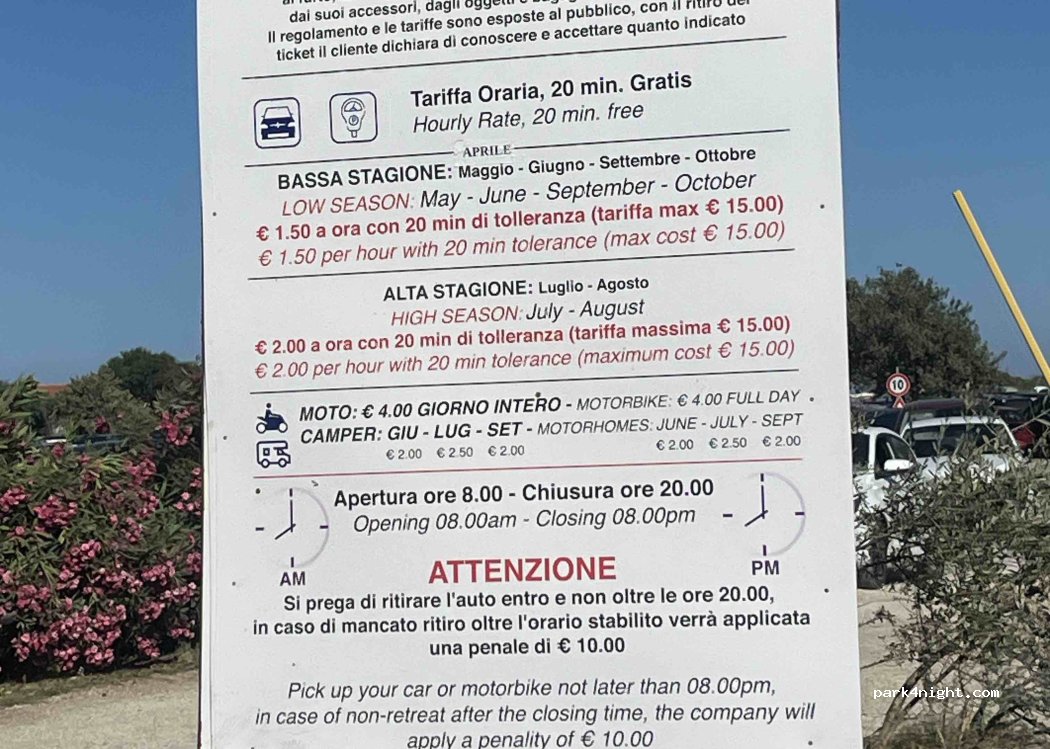 dai suoi accessori, dagli oggetti e
Il regolamento e le tariffe sono esposte al pubblico, con il ritiro del
ticket il cliente dichiara di conoscere e accettare quanto indicato
Tariffa Oraria, 20 min. Gratis
Hourly Rate, 20 min. free
P
APRILE
BASSA STAGIONE: Maggio - Giugno - Settembre - Ottobre
LOW SEASON: May - June - September - October
€ 1.50 a ora con 20 min di tolleranza (tariffa max € 15.00)
€ 1.50 per hour with 20 min tolerance (max cost € 15.00)
ALTA STAGIONE: Luglio - Agosto
HIGH SEASON: July - August
€ 2.00 a ora con 20 min di tolleranza (tariffa massima € 15.00)
€ 2.00 per hour with 20 min tolerance (maximum cost € 15.00)
MOTO: € 4.00 GIORNO INTERO - MOTORBIKE: € 4.00 FULL DAY
CAMPER: GIU - LUG - SET - MOTORHOMES: JUNE - JULY - SEPT
€ 2.00 € 2.50 € 2.00 € 2.00 € 2.50 € 2.00
Apertura ore 8.00 - Chiusura ore 20.00
Opening 08.00am - Closing 08.00pm
AM
PM
ATTENZIONE
Si prega di ritirare l'auto entro e non oltre le ore 20.00,
in caso di mancato ritiro oltre l'orario stabilito verrà applicata
una penale di € 10.00
Pick up your car or motorbike not later than 08.00pm,
in case of non-retreat after the closing time, the company will
apply a penality of € 10.00
10
park4night.com